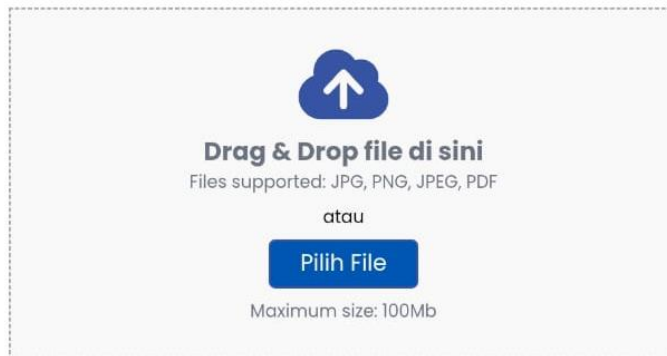 Drag & Drop file di sini
Files supported: JPG, PNG, JPEG, PDF
atau
Pilih File
Maximum size: 100Mb